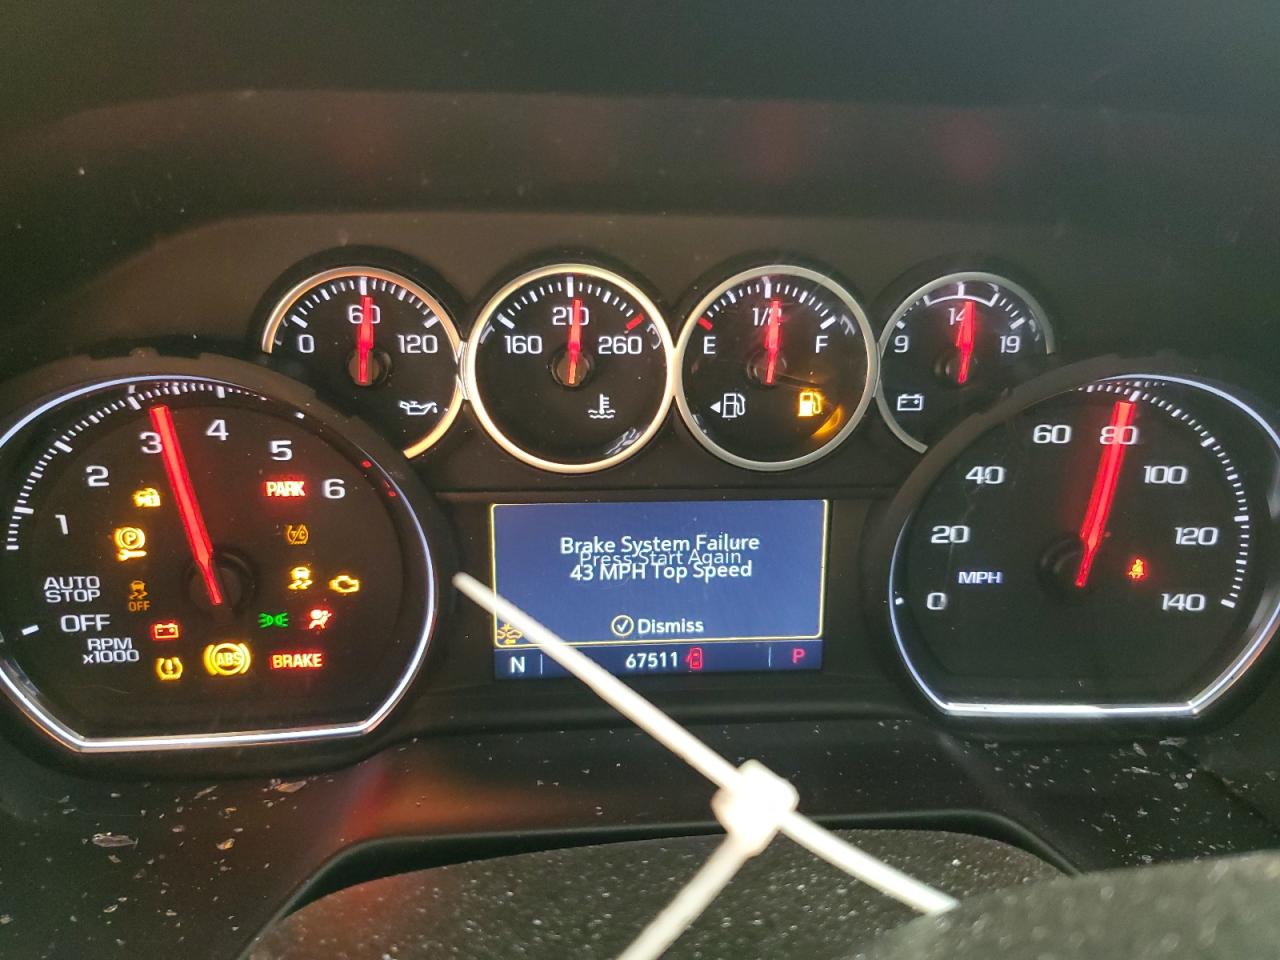 0 60 120
160 210 260
E 1/2 F
9 14 19
1 2 3 4 5 6
PARK
P
T/C
AUTO
STOP
OFF
OFF
RPM
x1000
ABS
BRAKE
Brake System Failure
Press Start Again
43 MPH Top Speed
Dismiss
N 67511 P
0 20 40 60 80 100 120 140
MPH